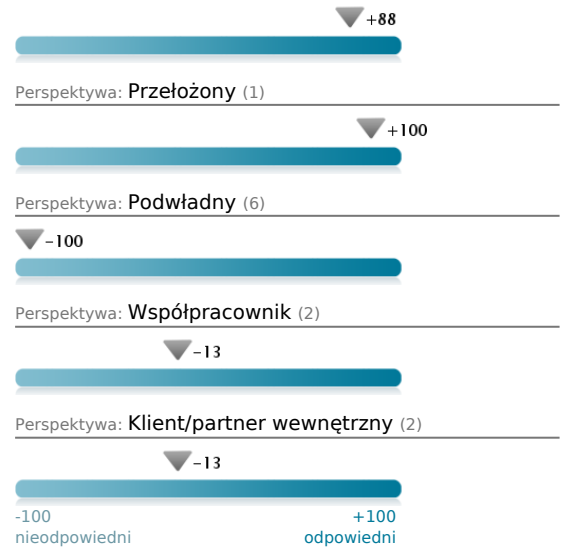 +88
Perspektywa: Przełożony (1)
+100
Perspektywa: Podwładny (6)
-100
Perspektywa: Współpracownik (2)
-13
Perspektywa: Klient/partner wewnętrzny (2)
-13
-100 +100
nieodpowiedni odpowiedni